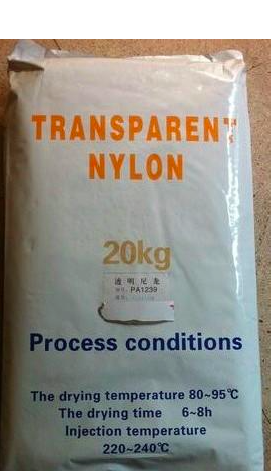 TRANSPARENT
NYLON
20kg
透明尼龙
PA1239
Process conditions
The drying temperature 80~95℃
The drying time 6~8h
Injection temperature
220~240℃